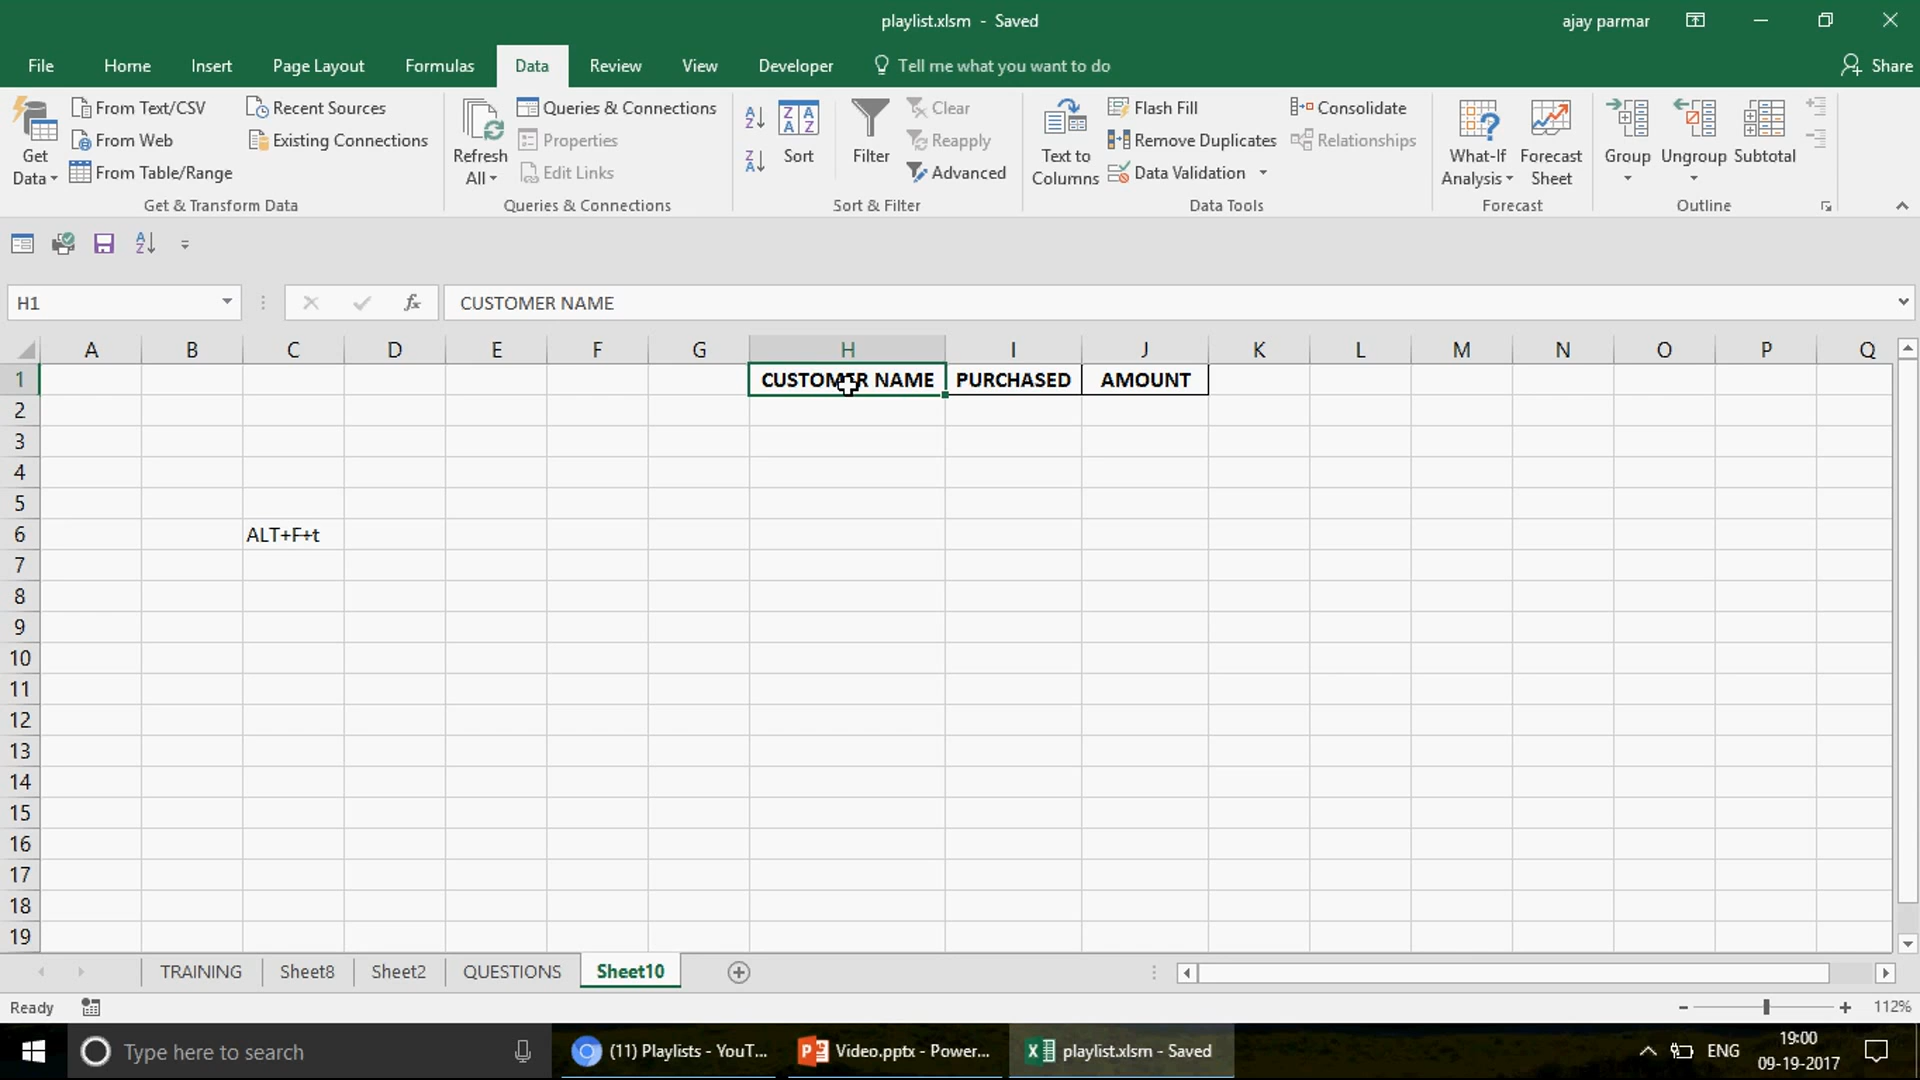 playlist.xlsm - Saved
ajay parmar
File Home Insert Page Layout Formulas Data Review View Developer Tell me what you want to do Share
Get Data
From Text/CSV
From Web
From Table/Range
Recent Sources
Existing Connections
Get & Transform Data
Refresh All
Queries & Connections
Properties
Edit Links
Queries & Connections
Sort
Filter
Clear
Reapply
Advanced
Sort & Filter
Text to Columns
Flash Fill
Remove Duplicates
Data Validation
Consolidate
Relationships
Data Tools
What-If Analysis
Forecast Sheet
Forecast
Group
Ungroup
Subtotal
Outline
H1
fx
CUSTOMER NAME
A B C D E F G H I J K L M N O P Q
1 CUSTOMER NAME PURCHASED AMOUNT
2
3
4
5
6 ALT+F+t
7
8
9
10
11
12
13
14
15
16
17
18
19
TRAINING Sheet8 Sheet2 QUESTIONS Sheet10
Ready
112%
Type here to search
(11) Playlists - YouT...
Video.pptx - Power...
playlist.xlsm - Saved
ENG
19:00
09-19-2017